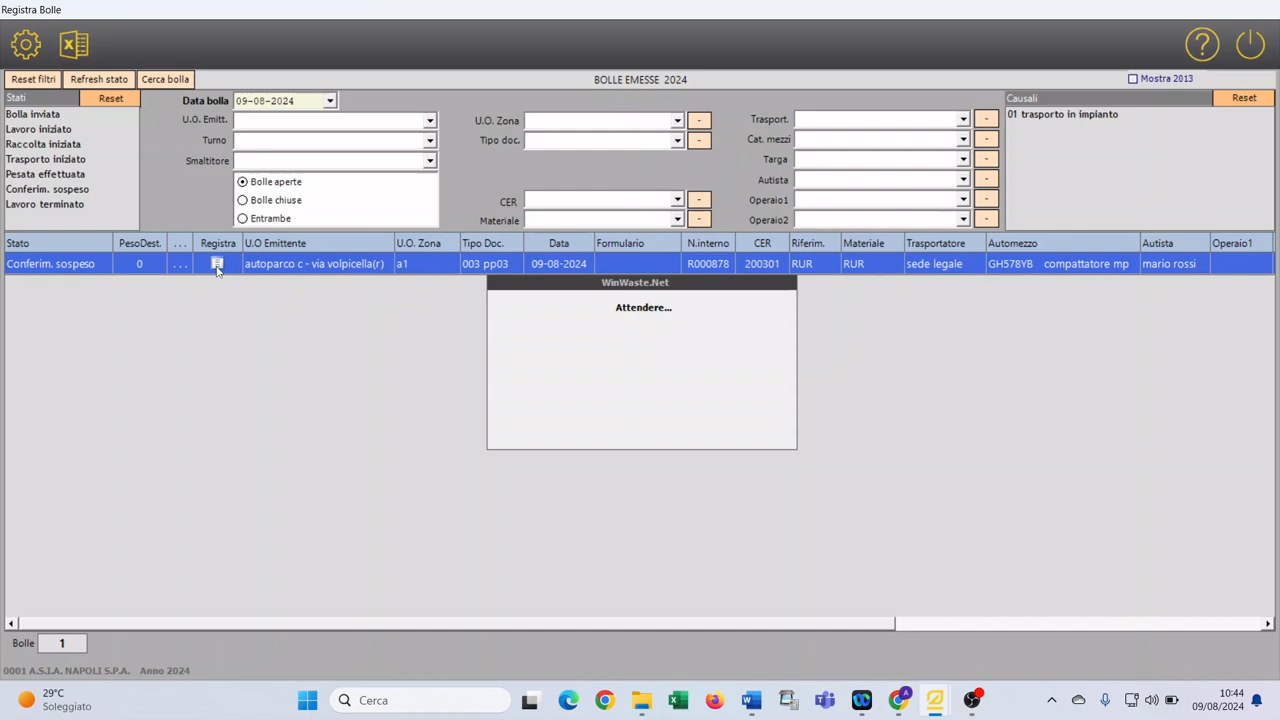 Registra Bolle
?
Reset filtri Refresh stato Cerca bolla BOLLE EMESSE 2024 Mostra 2013
Stati Reset Data bolla 09-08-2024 Causali Reset
Bolla inviata U.O. Emitt. U.O. Zona - Trasport. - 01 trasporto in impianto
Lavoro iniziato Turno Tipo doc. - Cat. mezzi -
Raccolta iniziata Smaltitore Targa -
Trasporto iniziato Bolle aperte Autista -
Pesata effettuata Bolle chiuse CER - Operaio1 -
Conferim. sospeso Entrambe Materiale - Operaio2 -
Lavoro terminato
Stato PesoDest. . . . Registra U.O Emittente U.O. Zona Tipo Doc. Data Formulario N.interno CER Riferim. Materiale Trasportatore Automezzo Autista Operaio1
Conferim. sospeso 0 . . . autoparco c - via volpicella(r) a1 003 pp03 09-08-2024 R000878 200301 RUR RUR sede legale GH578YB compattatore mp mario rossi
WinWaste.Net
Attendere...
Bolle 1
0001 A.S.I.A. NAPOLI S.P.A. Anno 2024
29°C
Soleggiato
Cerca
10:44
09/08/2024